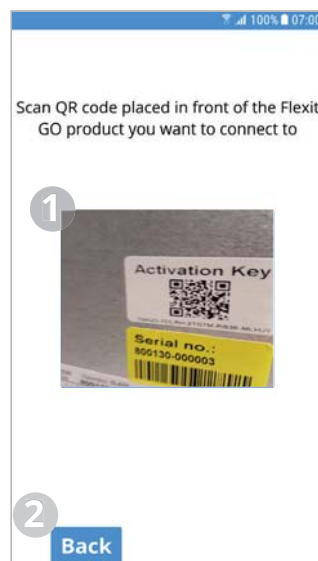 100% 07:00
Scan QR code placed in front of the Flexit
GO product you want to connect to
1
Activation Key
Serial no.:
800130-000003
2
Back